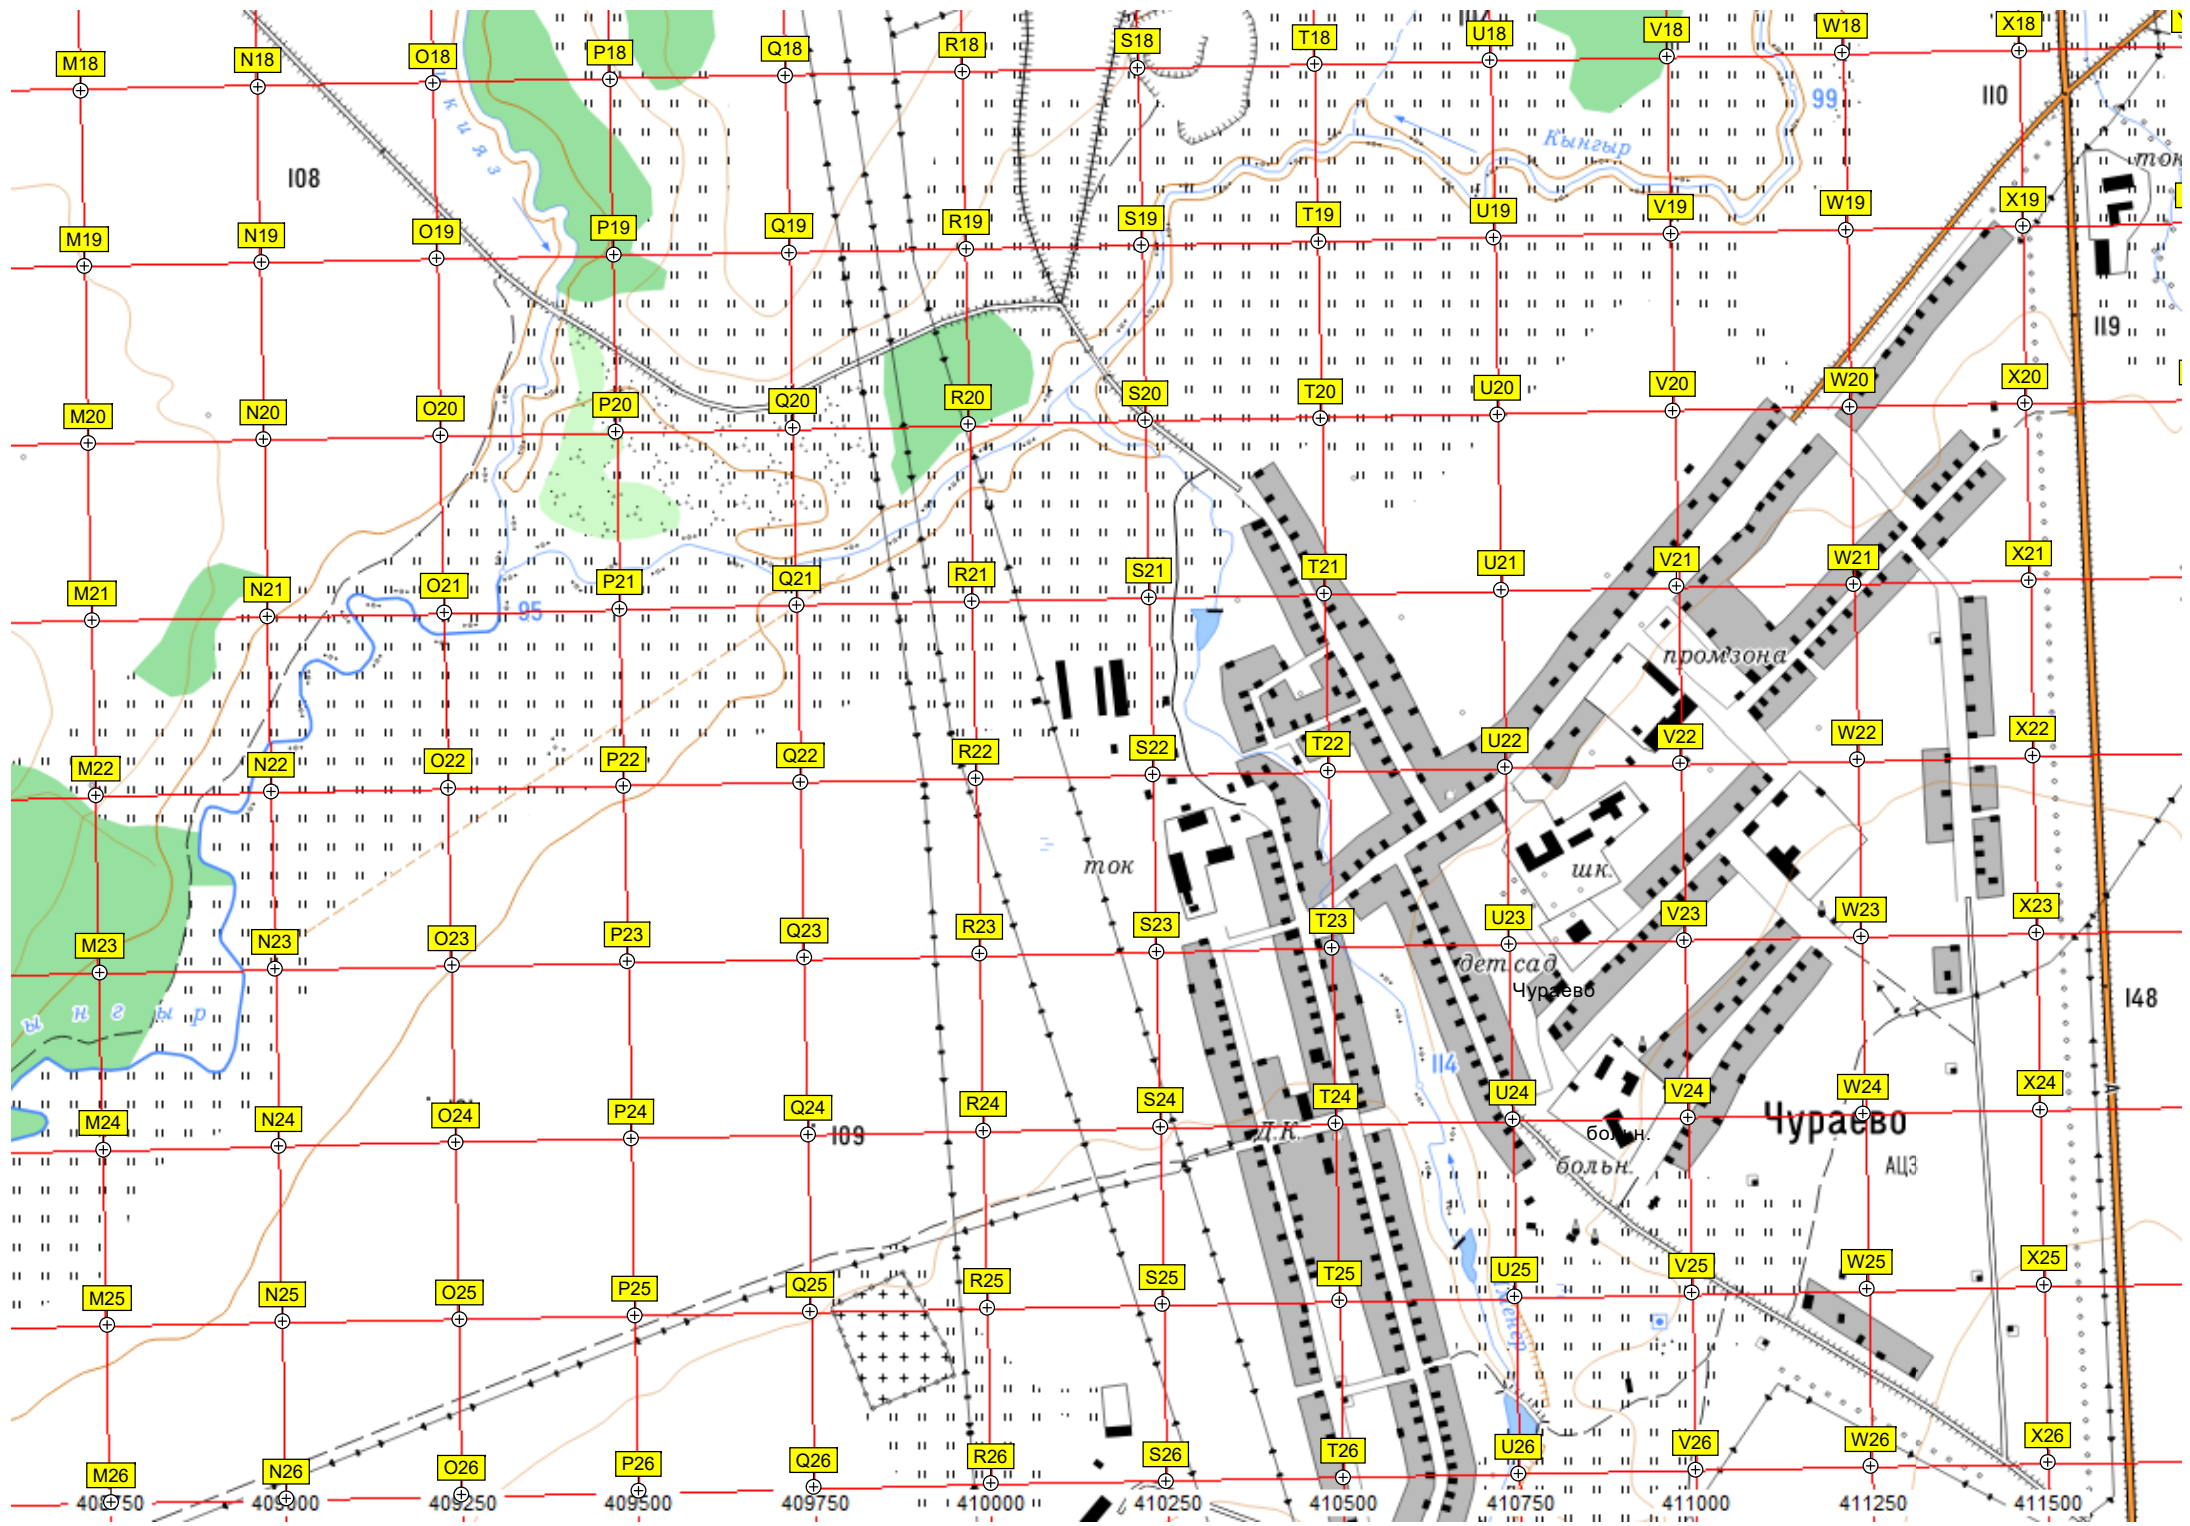 M18 N18 O18 P18 Q18 R18 S18 T18 U18 V18 W18 X18
кияз
108
Кынгыр
99
110
ток
M19 N19 O19 P19 Q19 R19 S19 T19 U19 V19 W19 X19
119
M20 N20 O20 P20 Q20 R20 S20 T20 U20 V20 W20 X20
M21 N21 O21 P21 Q21 R21 S21 T21 U21 V21 W21 X21
95
промзона
M22 N22 O22 P22 Q22 R22 S22 T22 U22 V22 W22 X22
ток
шк.
M23 N23 O23 P23 Q23 R23 S23 T23 U23 V23 W23 X23
дет.сад
Чураево
148
ынгыр
114
M24 N24 O24 P24 Q24 R24 S24 T24 U24 V24 W24 X24
109
Д.К.
больн.
Чураево
больн.
АЦЗ
M25 N25 O25 P25 Q25 R25 S25 T25 U25 V25 W25 X25
M26 N26 O26 P26 Q26 R26 S26 T26 U26 V26 W26 X26
408750 409000 409250 409500 409750 410000 410250 410500 410750 411000 411250 411500